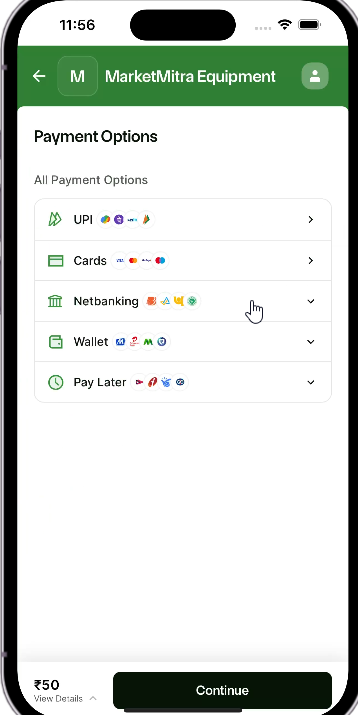 11:56
M MarketMitra Equipment
Payment Options
All Payment Options
UPI
Cards VISA
Netbanking
Wallet
Pay Later
₹50
View Details
Continue